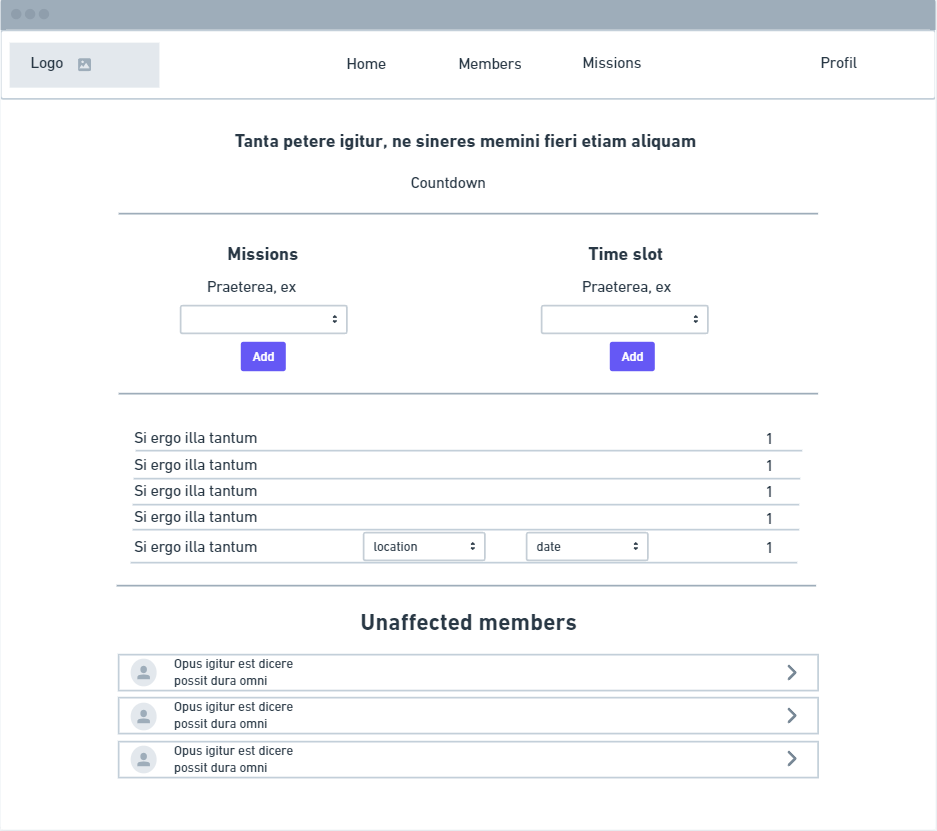 Logo
Home Members Missions Profil
Tanta petere igitur, ne sineres memini fieri etiam aliquam
Countdown
Missions
Praeterea, ex
Add
Time slot
Praeterea, ex
Add
Si ergo illa tantum 1
Si ergo illa tantum 1
Si ergo illa tantum 1
Si ergo illa tantum 1
Si ergo illa tantum location date 1
Unaffected members
Opus igitur est dicere
possit dura omni
Opus igitur est dicere
possit dura omni
Opus igitur est dicere
possit dura omni